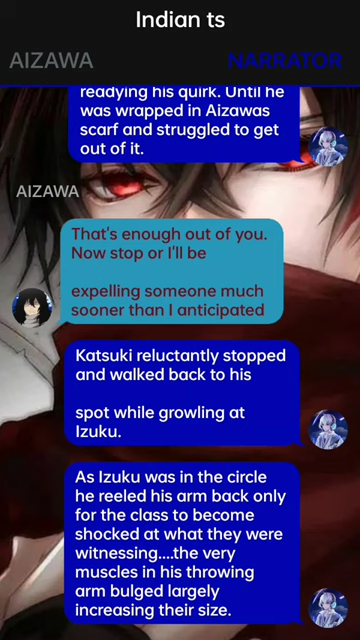 Indian ts
AIZAWA
NARRATOR
readying his quirk. Until he
was wrapped in Aizawas
scarf and struggled to get
out of it.
AIZAWA
That's enough out of you.
Now stop or I'll be
expelling someone much
sooner than I anticipated
Katsuki reluctantly stopped
and walked back to his
spot while growling at
Izuku.
As Izuku was in the circle
he reeled his arm back only
for the class to become
shocked at what they were
witnessing....the very
muscles in his throwing
arm bulged largely
increasing their size.